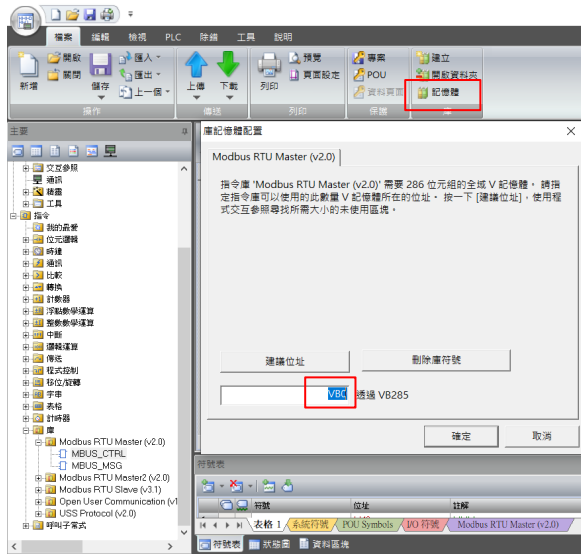 檔案 編輯 檢視 PLC 除錯 工具 說明
新增 開啟 關閉 儲存 匯入 匯出 上一個
操作
上傳 下載
傳送
列印 預覽 頁面設定
列印
專案 POU 資料頁面
保護
建立 開啟資料夾 記憶體
庫
主要
交互參照
通訊
精靈
工具
指令
我的最愛
位元邏輯
時鐘
通訊
比較
轉換
計數器
浮點數學運算
整數數學運算
中斷
邏輯運算
傳送
程式控制
移位/旋轉
字串
表格
計時器
庫
Modbus RTU Master (v2.0)
MBUS_CTRL
MBUS_MSG
Modbus RTU Master2 (v2.0)
Modbus RTU Slave (v3.1)
Open User Communication (v1
USS Protocol (v2.0)
呼叫子常式
庫記憶體配置
Modbus RTU Master (v2.0)
指令庫 'Modbus RTU Master (v2.0)' 需要 286 位元組的全域 V 記憶體。 請指
定指令庫可以使用的此數量 V 記憶體所在的位址。 按一下 [建議位址]，使用程
式交互參照尋找所需大小的未使用區塊。
建議位址 刪除庫符號
VB0 透過 VB285
確定 取消
符號表
符號 位址 註解
表格 1 系統符號 POU Symbols I/O 符號 Modbus RTU Master (v2.0)
符號表 狀態圖 資料區塊